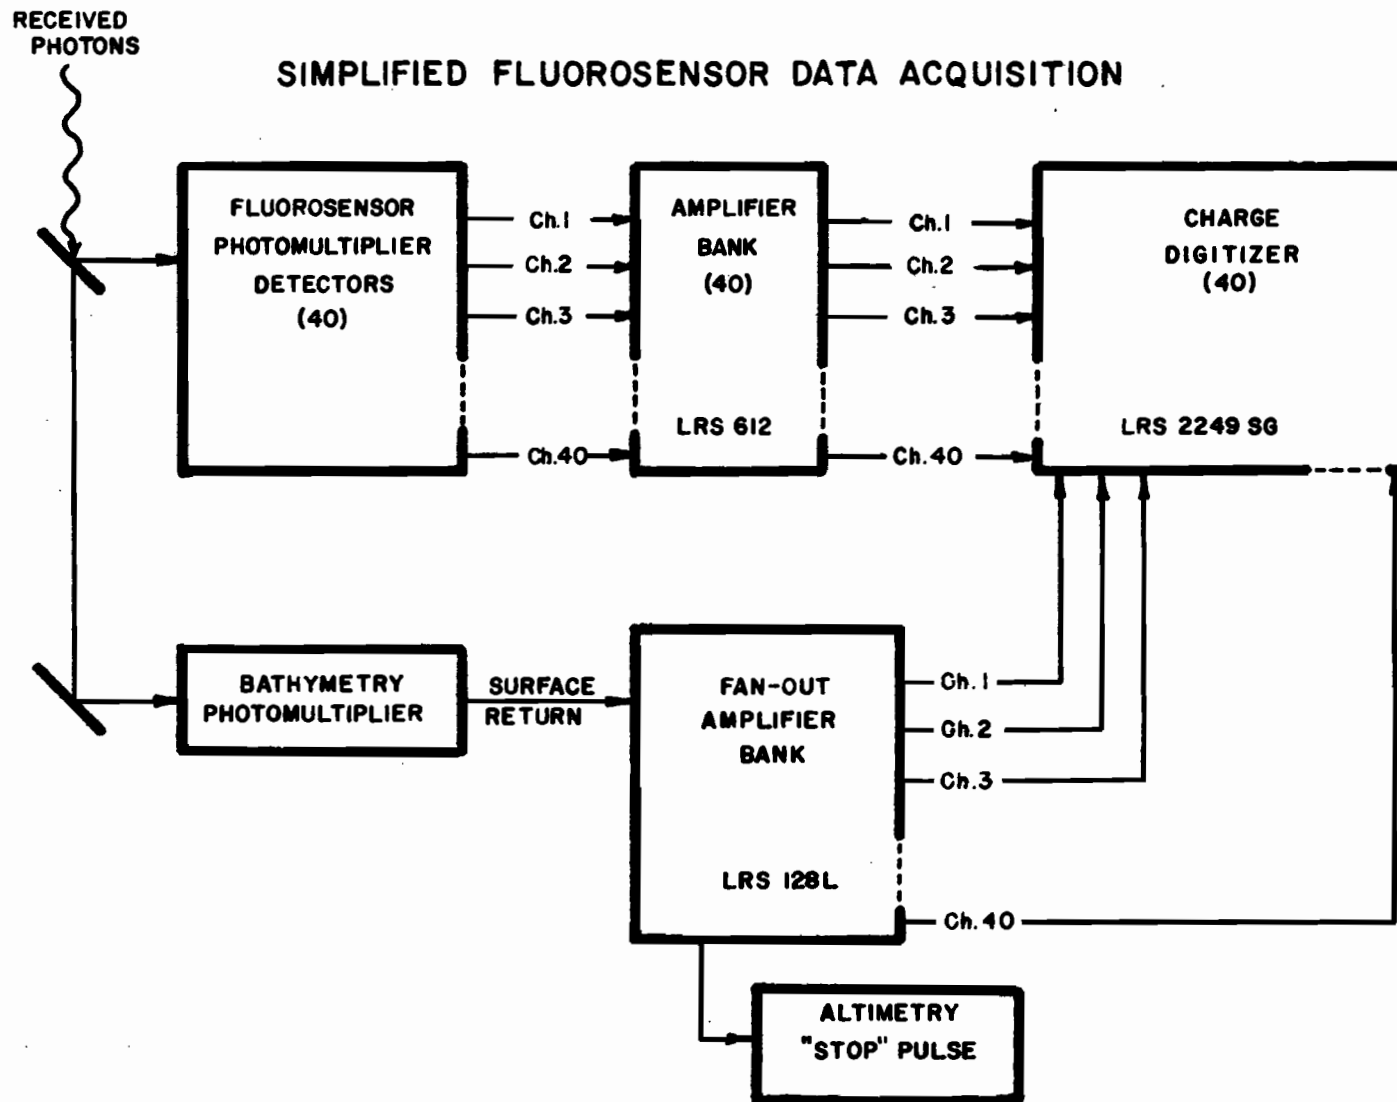 RECEIVED
PHOTONS
SIMPLIFIED FLUOROSENSOR DATA ACQUISITION
FLUOROSENSOR
PHOTOMULTIPLIER
DETECTORS
(40)
Ch.1
Ch.2
Ch.3
Ch.40
AMPLIFIER
BANK
(40)
LRS 612
Ch.1
Ch.2
Ch.3
Ch.40
CHARGE
DIGITIZER
(40)
LRS 2249 SG
BATHYMETRY
PHOTOMULTIPLIER
SURFACE
RETURN
FAN-OUT
AMPLIFIER
BANK
LRS 128L
Ch.1
Ch.2
Ch.3
Ch.40
ALTIMETRY
"STOP" PULSE